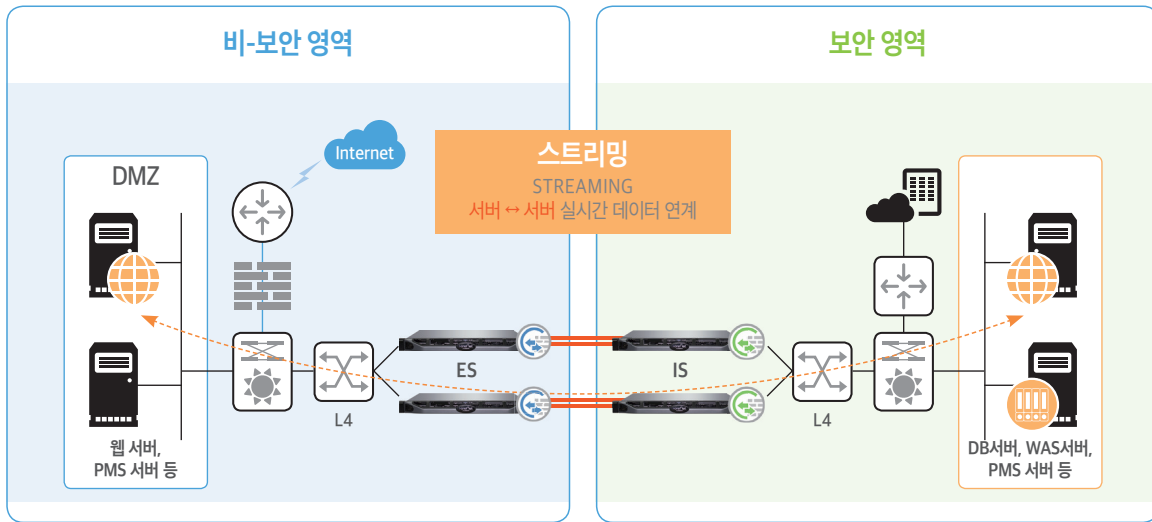 비-보안 영역
보안 영역
Internet
스트리밍
STREAMING
서버 ↔ 서버 실시간 데이터 연계
DMZ
ES
IS
L4
L4
웹 서버,
PMS 서버 등
DB서버, WAS서버,
PMS 서버 등